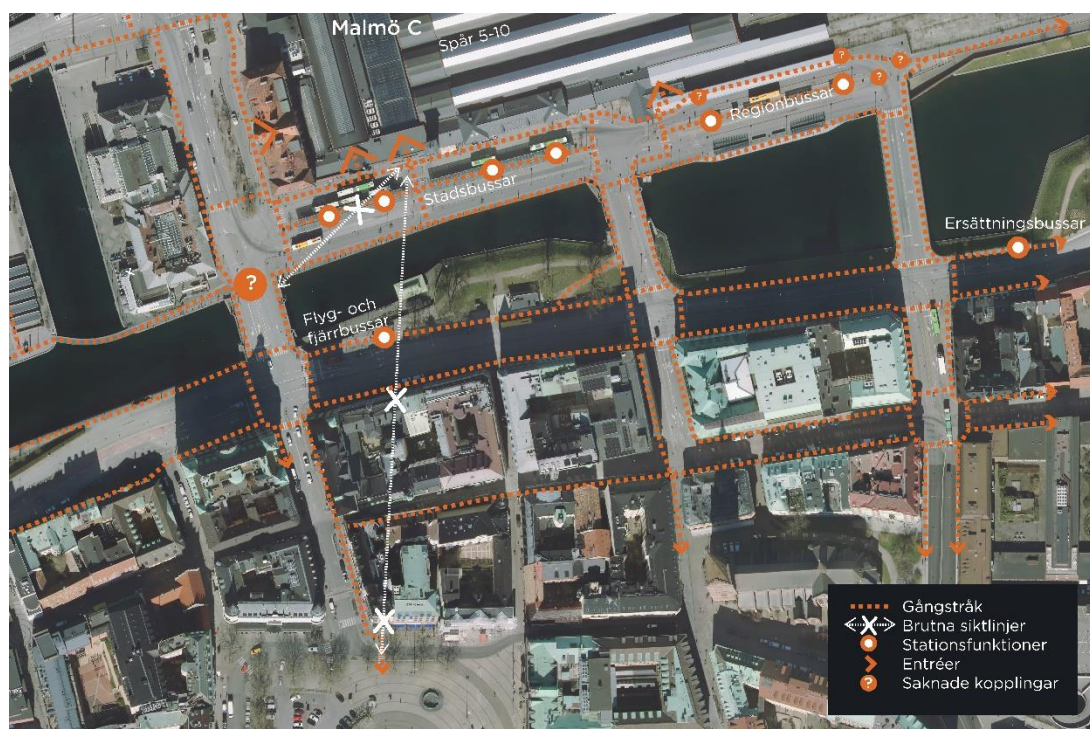 Malmö C
Spår 5-10
Regionbussar
Stadsbussar
Ersättningsbussar
Flyg- och
fjärrbussar
?
?
?
?
?
Gångstråk
Brutna siktlinjer
Stationsfunktioner
Entréer
? Saknade kopplingar